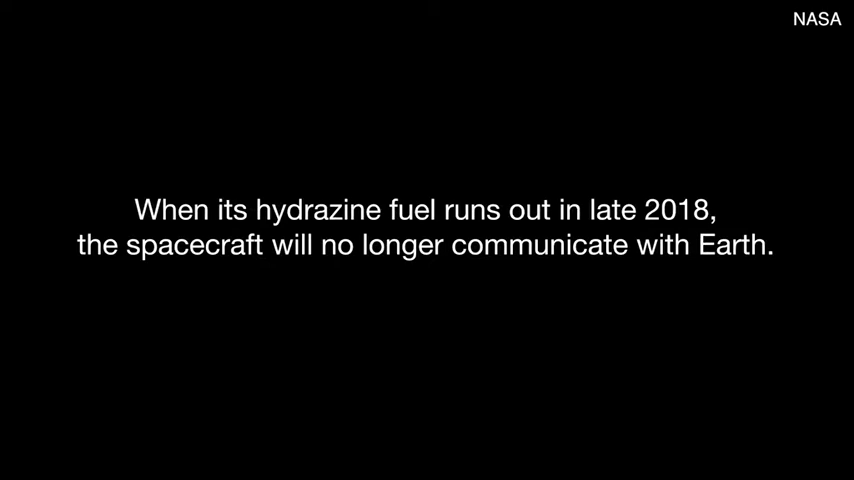 NASA
When its hydrazine fuel runs out in late 2018,
the spacecraft will no longer communicate with Earth.